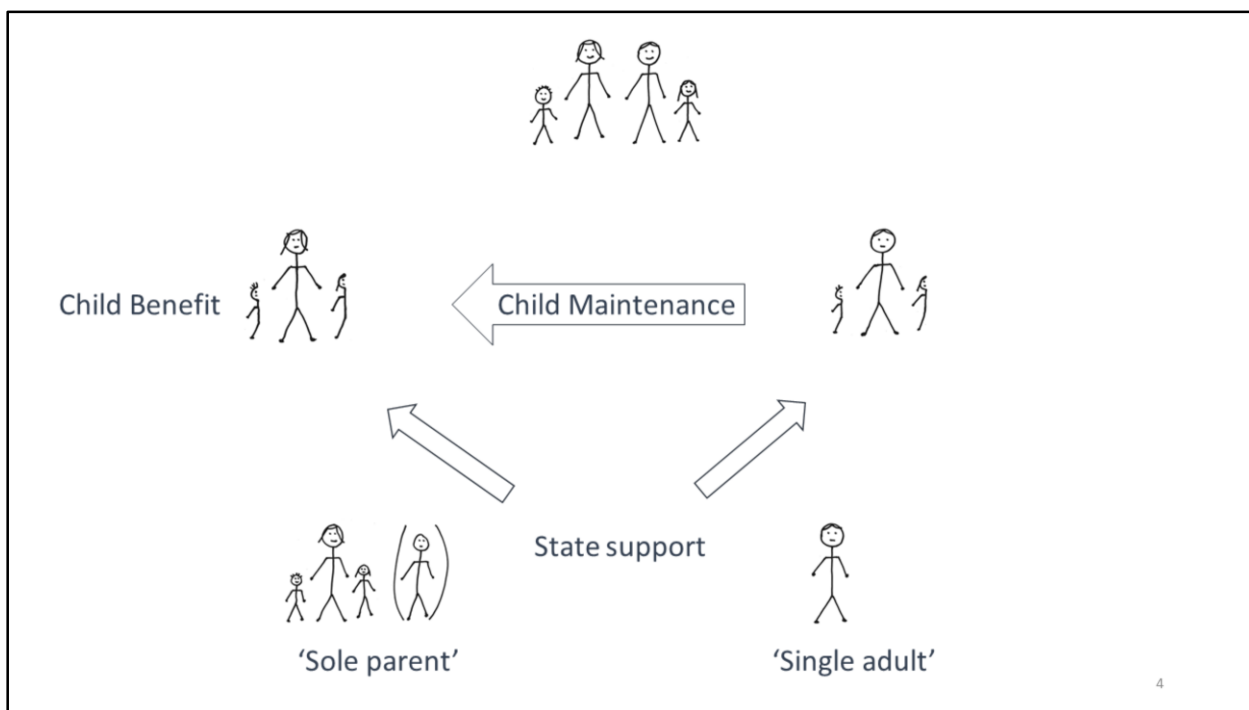 Child Benefit
Child Maintenance
State support
‘Sole parent’
‘Single adult’
4